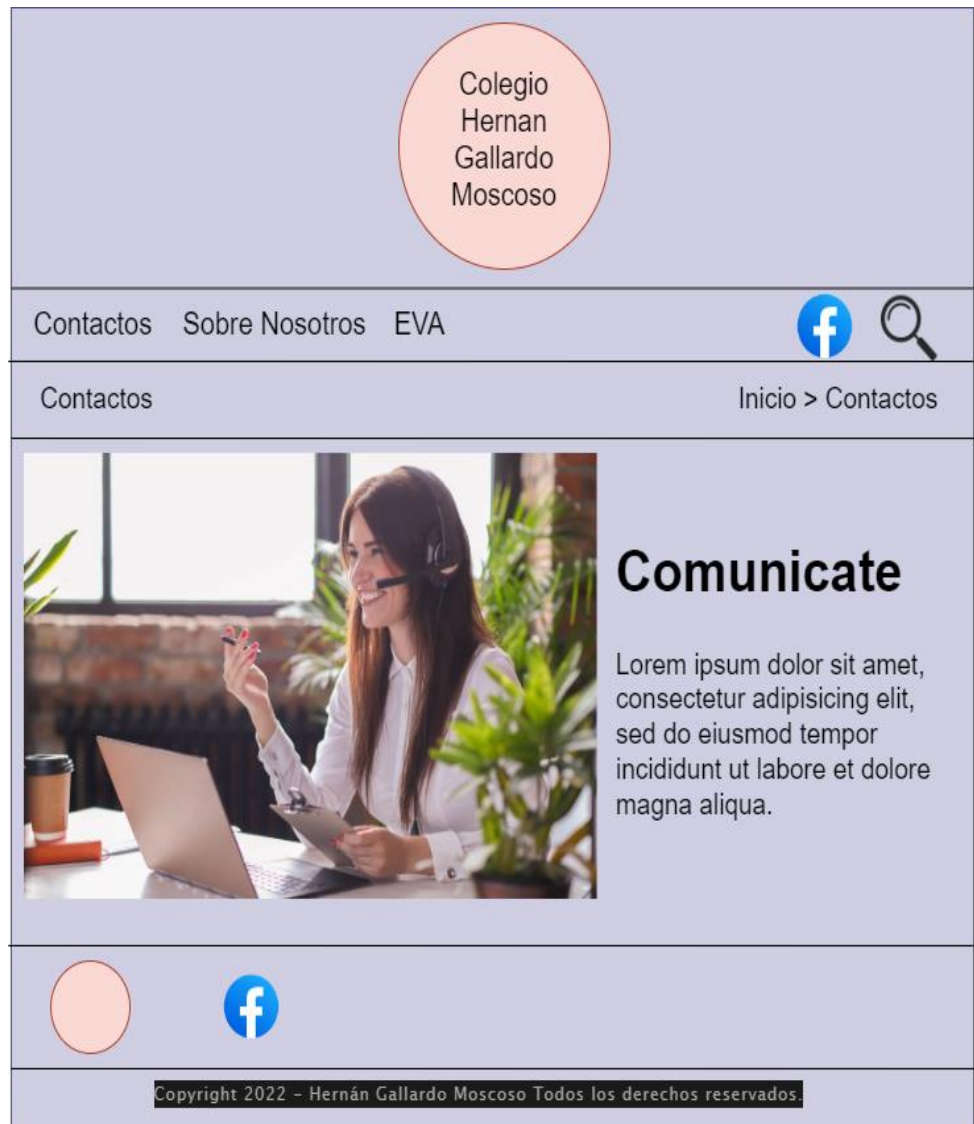 Colegio
Hernan
Gallardo
Moscoso
Contactos Sobre Nosotros EVA
Contactos Inicio > Contactos
Comunicate
Lorem ipsum dolor sit amet,
consectetur adipisicing elit,
sed do eiusmod tempor
incididunt ut labore et dolore
magna aliqua.
Copyright 2022 – Hernán Gallardo Moscoso Todos los derechos reservados.